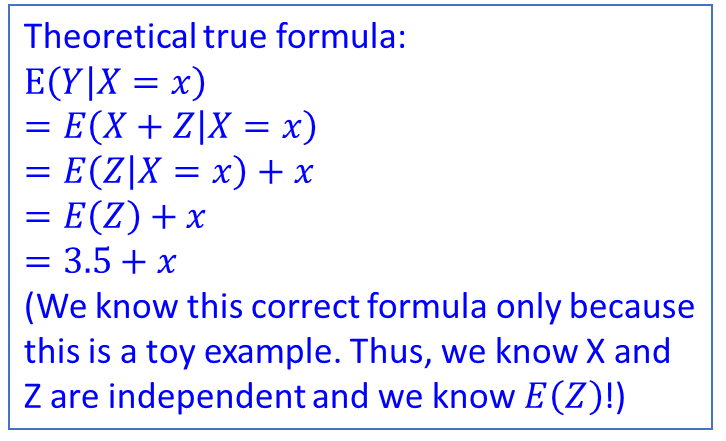 Theoretical true formula:
E(Y|X = x)
= E(X + Z|X = x)
= E(Z|X = x) + x
= E(Z) + x
= 3.5 + x
(We know this correct formula only because
this is a toy example. Thus, we know X and
Z are independent and we know E(Z)!)